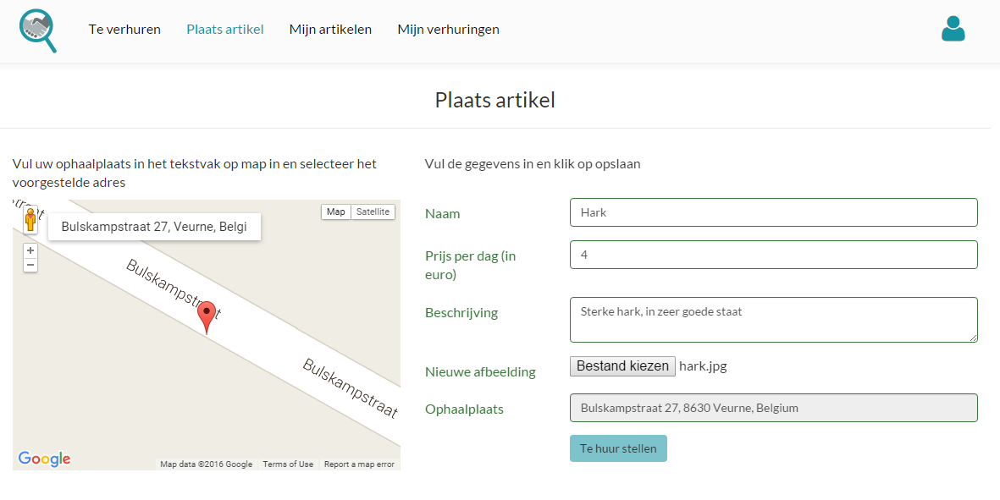 Te verhuren Plaats artikel Mijn artikelen Mijn verhuringen
Plaats artikel
Vul uw ophaalplaats in het tekstvak op map in en selecteer het
voorgestelde adres
Bulskampstraat 27, Veurne, Belgi
Map Satellite
+
−
Bulskampstraat
Bulskampstraat
Google
Map data ©2016 Google Terms of Use Report a map error
Vul de gegevens in en klik op opslaan
Naam Hark
Prijs per dag (in
euro) 4
Beschrijving Sterke hark, in zeer goede staat
Nieuwe afbeelding Bestand kiezen hark.jpg
Ophaalplaats Bulskampstraat 27, 8630 Veurne, Belgium
Te huur stellen